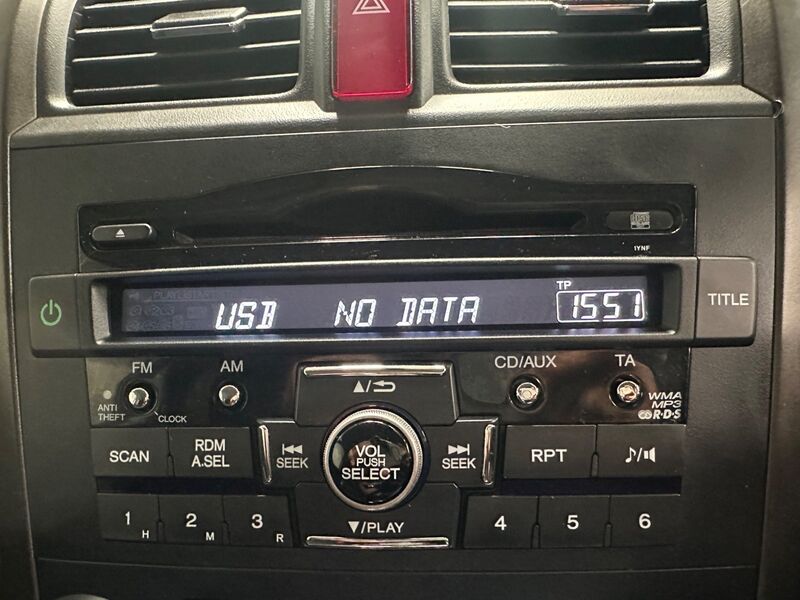 1YNF
TP
USB NO DATA 1551
TITLE
FM AM CD/AUX TA
ANTI THEFT
CLOCK
WMA
MP3
R·D·S
SCAN
RDM
A.SEL
SEEK
VOL
PUSH
SELECT
SEEK
RPT
1 H
2 M
3 R
▼/PLAY
4
5
6